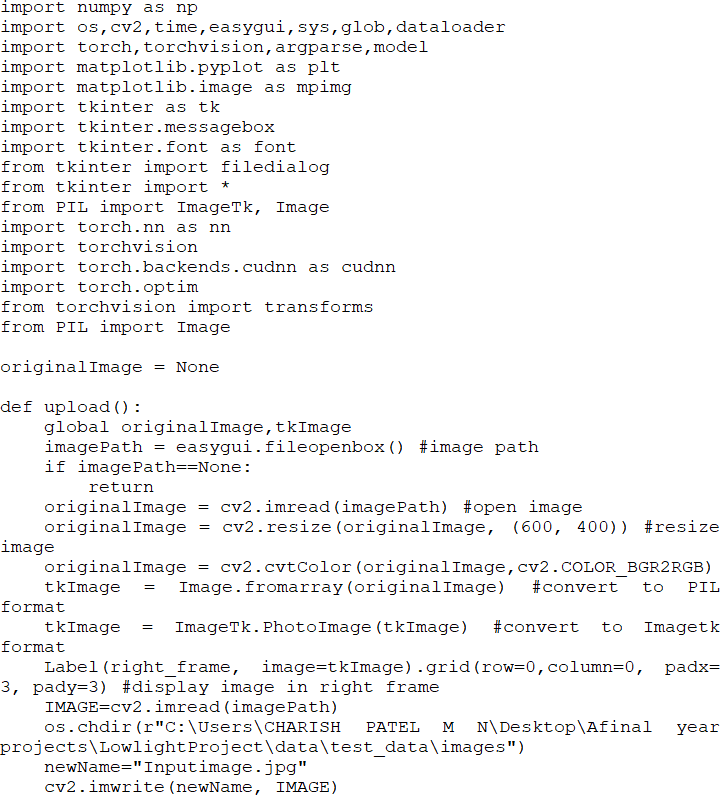 import numpy as np
import os,cv2,time,easygui,sys,glob,dataloader
import torch,torchvision,argparse,model
import matplotlib.pyplot as plt
import matplotlib.image as mpimg
import tkinter as tk
import tkinter.messagebox
import tkinter.font as font
from tkinter import filedialog
from tkinter import *
from PIL import ImageTk, Image
import torch.nn as nn
import torchvision
import torch.backends.cudnn as cudnn
import torch.optim
from torchvision import transforms
from PIL import Image

originalImage = None

def upload():
    global originalImage,tkImage
    imagePath = easygui.fileopenbox() #image path
    if imagePath==None:
        return
    originalImage = cv2.imread(imagePath) #open image
    originalImage = cv2.resize(originalImage, (600, 400)) #resize
image
    originalImage = cv2.cvtColor(originalImage,cv2.COLOR_BGR2RGB)
    tkImage = Image.fromarray(originalImage) #convert to PIL
format
    tkImage = ImageTk.PhotoImage(tkImage) #convert to Imagetk
format
    Label(right_frame, image=tkImage).grid(row=0,column=0, padx=
3, pady=3) #display image in right frame
    IMAGE=cv2.imread(imagePath)
    os.chdir(r"C:\Users\CHARISH PATEL M N\Desktop\Afinal year
projects\LowlightProject\data\test_data\images")
    newName="Inputimage.jpg"
    cv2.imwrite(newName, IMAGE)